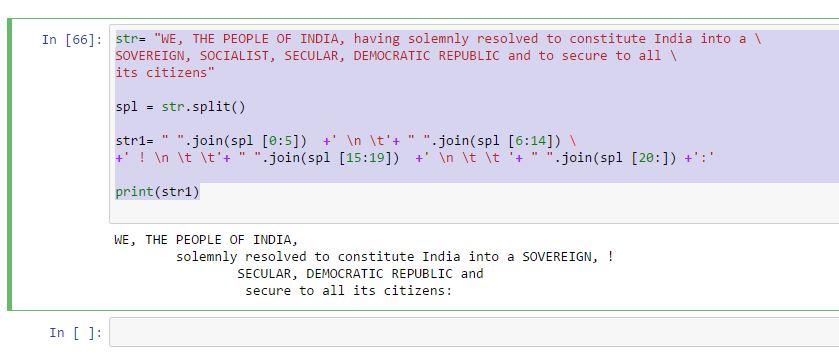 In [66]: str= "WE, THE PEOPLE OF INDIA, having solemnly resolved to constitute India into a \
SOVEREIGN, SOCIALIST, SECULAR, DEMOCRATIC REPUBLIC and to secure to all \
its citizens"
spl = str.split()
str1= " ".join(spl [0:5])  +' \n \t'+ " ".join(spl [6:14]) \
+' ! \n \t \t'+ " ".join(spl [15:19])  +' \n \t \t '+ " ".join(spl [20:]) +':'
print(str1)
WE, THE PEOPLE OF INDIA,
solemnly resolved to constitute India into a SOVEREIGN, !
SECULAR, DEMOCRATIC REPUBLIC and
secure to all its citizens:
In [ ]: